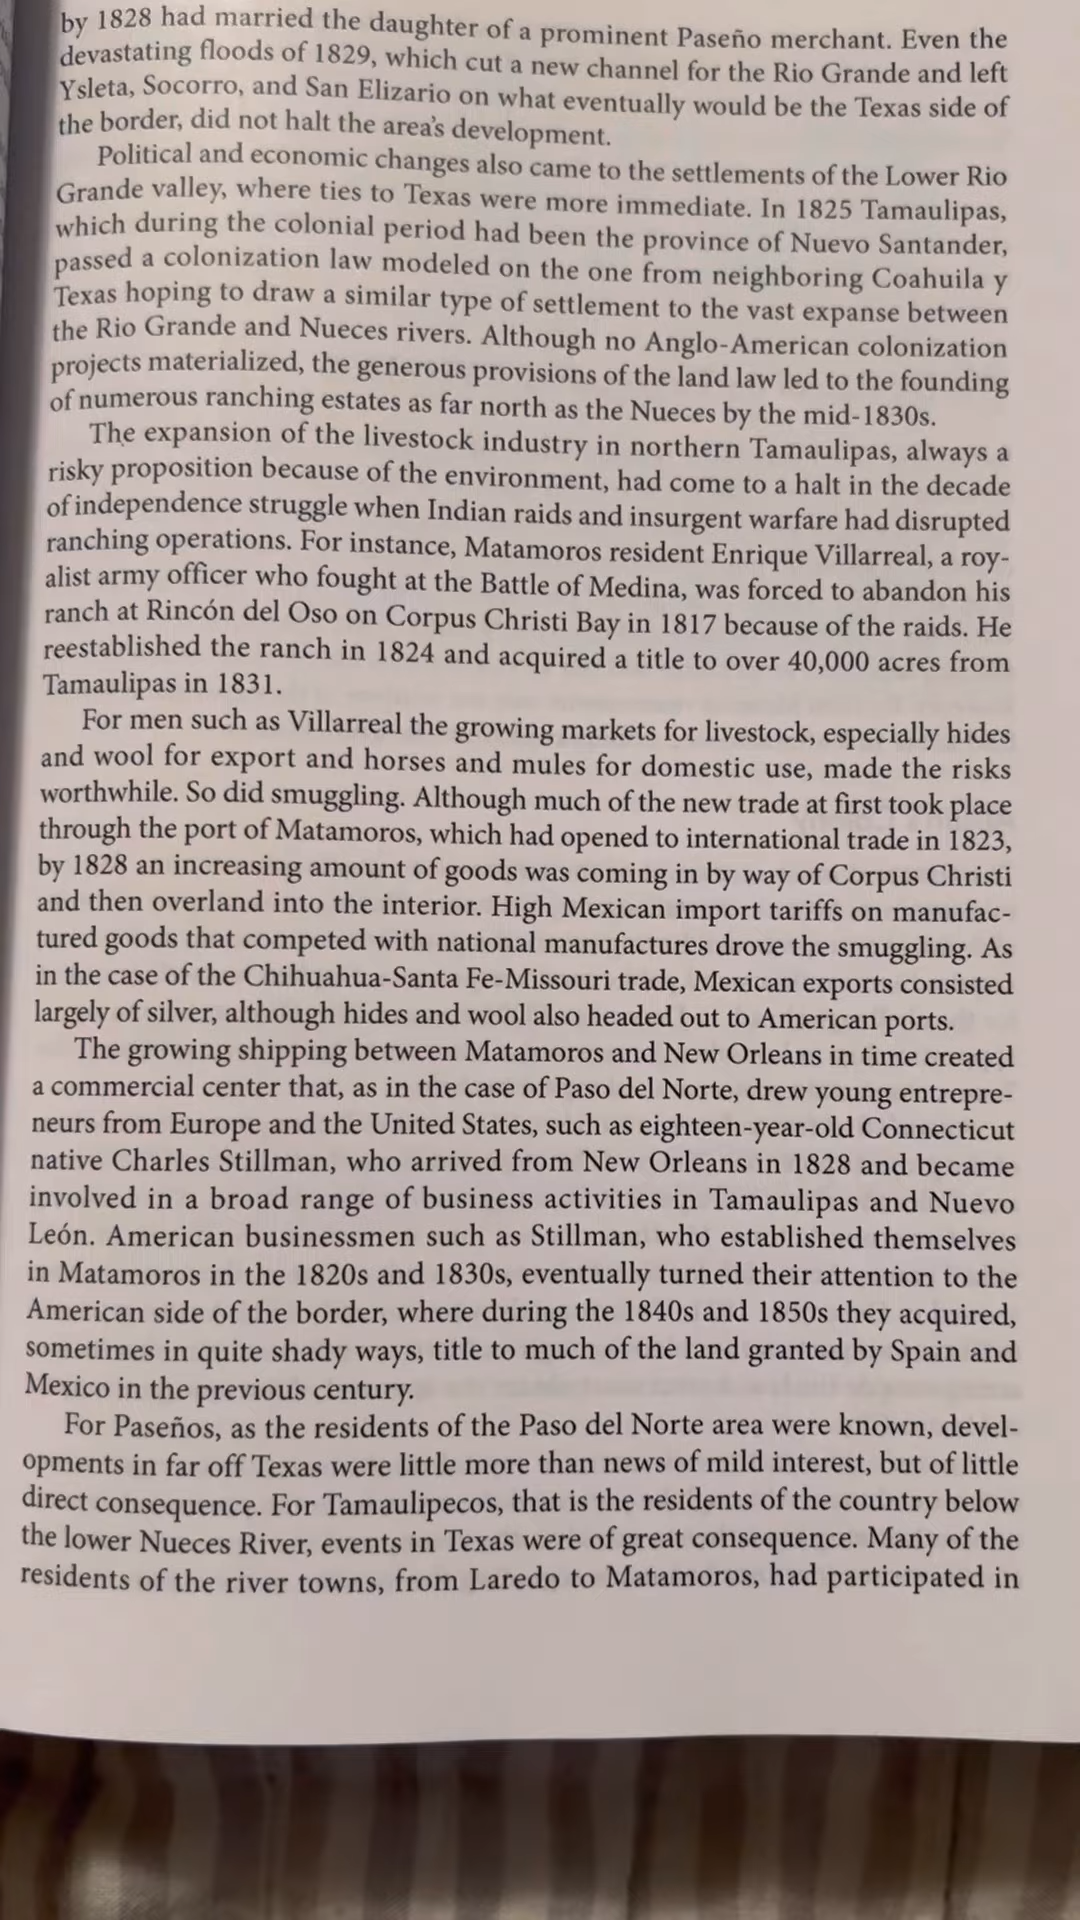 by 1828 had married the daughter of a prominent Paseño merchant. Even the
devastating floods of 1829, which cut a new channel for the Rio Grande and left
Ysleta, Socorro, and San Elizario on what eventually would be the Texas side of
the border, did not halt the area's development.
Political and economic changes also came to the settlements of the Lower Rio
Grande valley, where ties to Texas were more immediate. In 1825 Tamaulipas,
which during the colonial period had been the province of Nuevo Santander,
passed a colonization law modeled on the one from neighboring Coahuila y
Texas hoping to draw a similar type of settlement to the vast expanse between
the Rio Grande and Nueces rivers. Although no Anglo-American colonization
projects materialized, the generous provisions of the land law led to the founding
of numerous ranching estates as far north as the Nueces by the mid-1830s.
The expansion of the livestock industry in northern Tamaulipas, always a
risky proposition because of the environment, had come to a halt in the decade
of independence struggle when Indian raids and insurgent warfare had disrupted
ranching operations. For instance, Matamoros resident Enrique Villarreal, a roy-
alist army officer who fought at the Battle of Medina, was forced to abandon his
ranch at Rincón del Oso on Corpus Christi Bay in 1817 because of the raids. He
reestablished the ranch in 1824 and acquired a title to over 40,000 acres from
Tamaulipas in 1831.
For men such as Villarreal the growing markets for livestock, especially hides
and wool for export and horses and mules for domestic use, made the risks
worthwhile. So did smuggling. Although much of the new trade at first took place
through the port of Matamoros, which had opened to international trade in 1823,
by 1828 an increasing amount of goods was coming in by way of Corpus Christi
and then overland into the interior. High Mexican import tariffs on manufac-
tured goods that competed with national manufactures drove the smuggling. As
in the case of the Chihuahua-Santa Fe-Missouri trade, Mexican exports consisted
largely of silver, although hides and wool also headed out to American ports.
The growing shipping between Matamoros and New Orleans in time created
a commercial center that, as in the case of Paso del Norte, drew young entrepre-
neurs from Europe and the United States, such as eighteen-year-old Connecticut
native Charles Stillman, who arrived from New Orleans in 1828 and became
involved in a broad range of business activities in Tamaulipas and Nuevo
León. American businessmen such as Stillman, who established themselves
in Matamoros in the 1820s and 1830s, eventually turned their attention to the
American side of the border, where during the 1840s and 1850s they acquired,
sometimes in quite shady ways, title to much of the land granted by Spain and
Mexico in the previous century.
For Paseños, as the residents of the Paso del Norte area were known, devel-
opments in far off Texas were little more than news of mild interest, but of little
direct consequence. For Tamaulipecos, that is the residents of the country below
the lower Nueces River, events in Texas were of great consequence. Many of the
residents of the river towns, from Laredo to Matamoros, had participated in